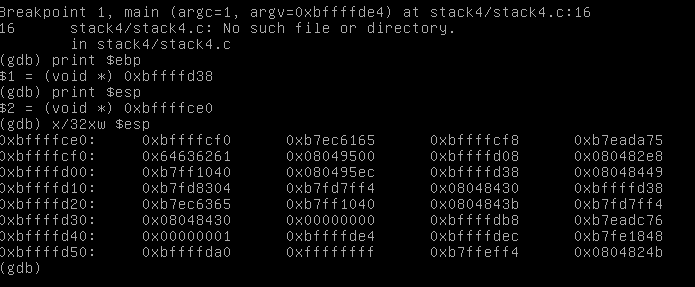 Breakpoint 1, main (argc=1, argv=0xbffffde4) at stack4/stack4.c:16
16 stack4/stack4.c: No such file or directory.
in stack4/stack4.c
(gdb) print $ebp
$1 = (void *) 0xbffffd38
(gdb) print $esp
$2 = (void *) 0xbffffce0
(gdb) x/32xw $esp
0xbffffce0: 0xbffffcf0 0xb7ec6165 0xbffffcf8 0xb7eada75
0xbffffcf0: 0x64636261 0x08049500 0xbffffd08 0x080482e8
0xbffffd00: 0xb7ff1040 0x080495ec 0xbffffd38 0x08048449
0xbffffd10: 0xb7fd8304 0xb7fd7ff4 0x08048430 0xbffffd38
0xbffffd20: 0xb7ec6365 0xb7ff1040 0x0804843b 0xb7fd7ff4
0xbffffd30: 0x08048430 0x00000000 0xbffffdb8 0xb7eadc76
0xbffffd40: 0x00000001 0xbffffde4 0xbffffdec 0xb7fe1848
0xbffffd50: 0xbffffda0 0xffffffff 0xb7ffeff4 0x0804824b
(gdb)